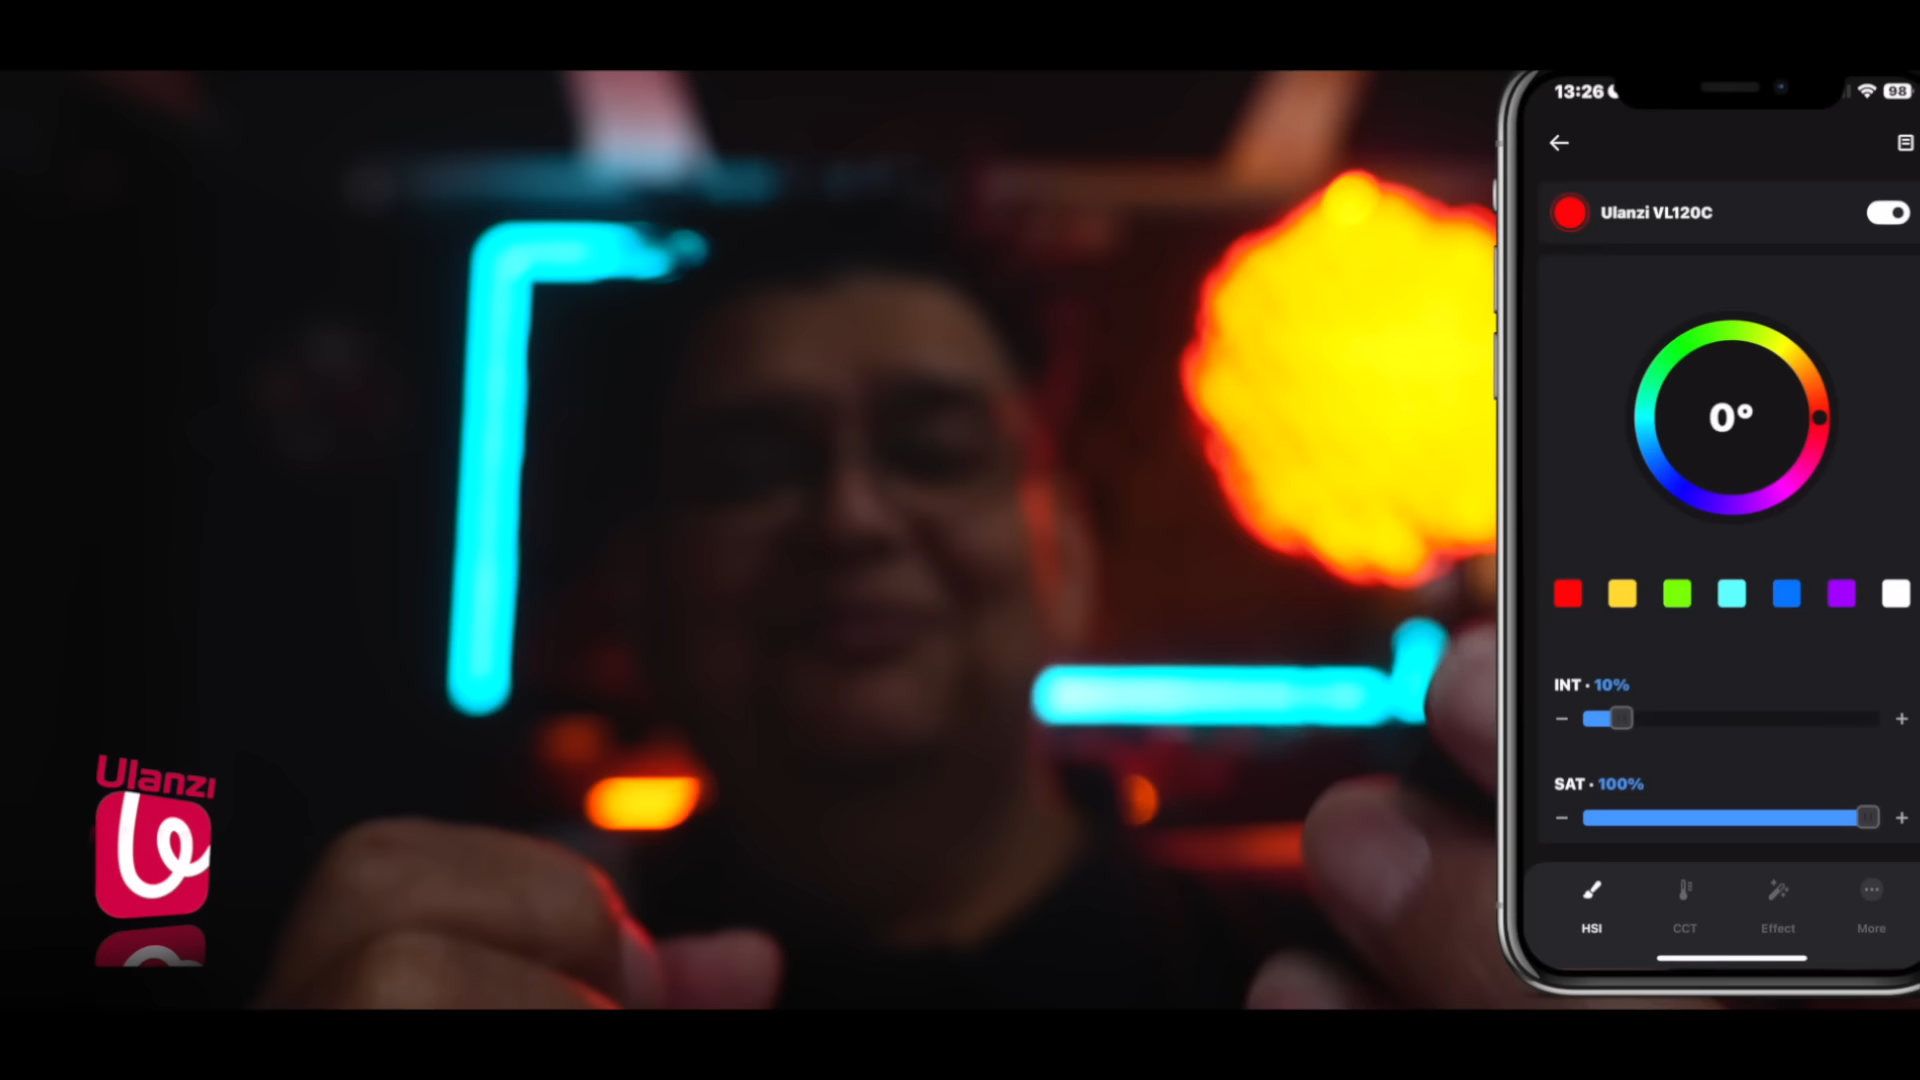 13:26
98
Ulanzi VL120C
0°
INT · 10%
SAT · 100%
HSI
CCT
Effect
More
Ulanzi